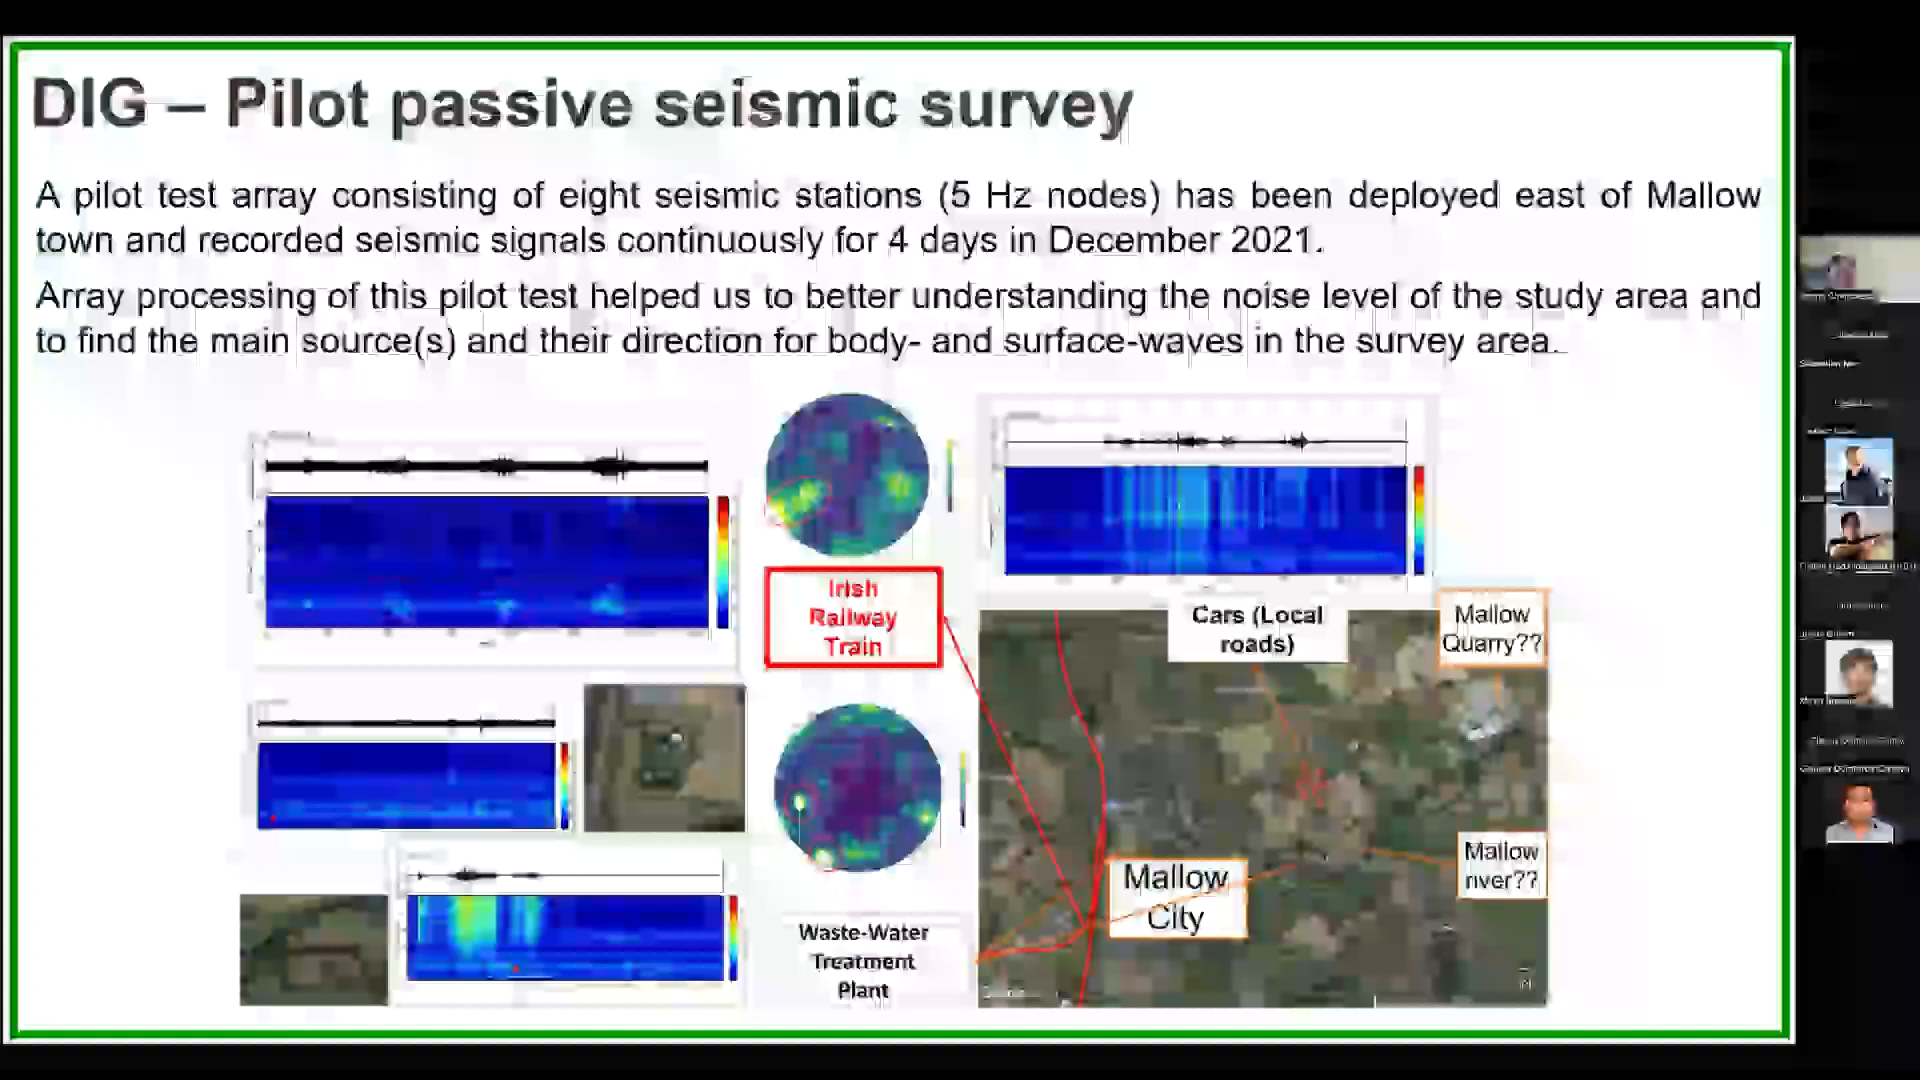 DIG – Pilot passive seismic survey
A pilot test array consisting of eight seismic stations (5 Hz nodes) has been deployed east of Mallow
town and recorded seismic signals continuously for 4 days in December 2021.
Array processing of this pilot test helped us to better understanding the noise level of the study area and
to find the main source(s) and their direction for body- and surface-waves in the survey area.
Irish
Railway
Train
Cars (Local
roads)
Mallow
Quarry??
Mallow
City
Mallow
river??
Waste-Water
Treatment
Plant